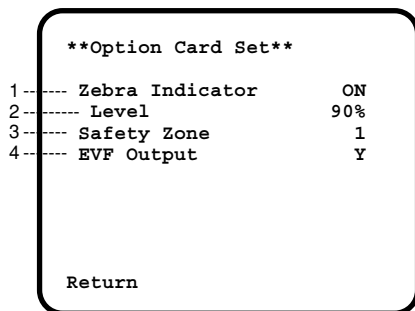 **Option Card Set**
1 Zebra Indicator ON
2 Level 90%
3 Safety Zone 1
4 EVF Output Y
Return